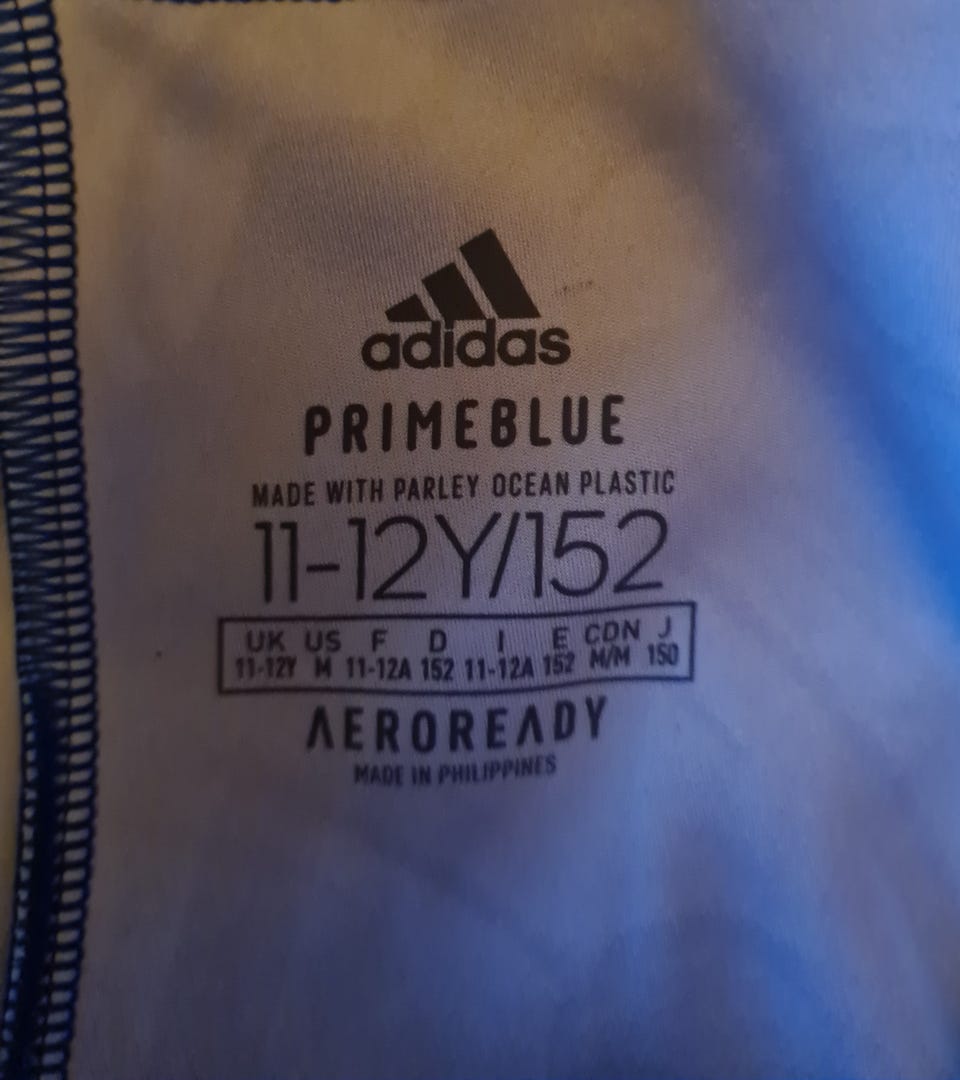 adidas
PRIMEBLUE
MADE WITH PARLEY OCEAN PLASTIC
11-12Y/152
UK US F D I E CDN J
11-12Y M 11-12A 152 11-12A 152 M/M 150
AEROREADY
MADE IN PHILIPPINES